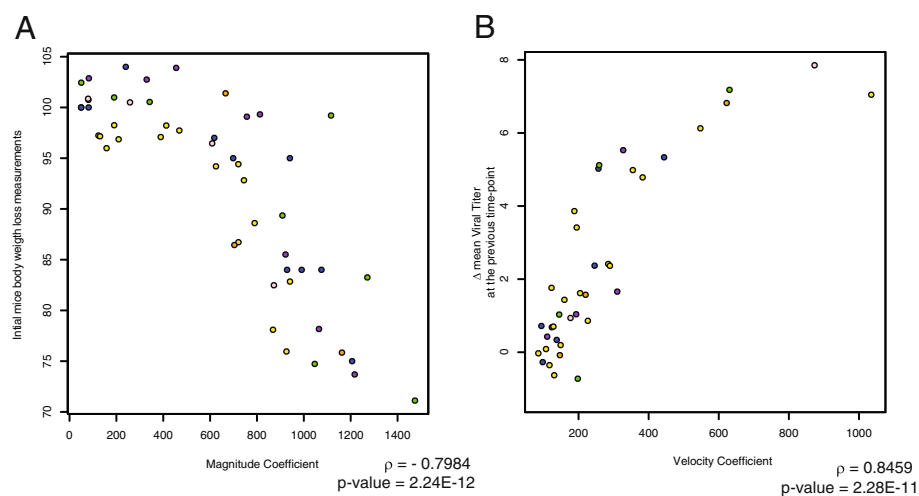 A
Intial mice body weigth loss measurements
105
100
95
90
85
80
75
70
0 200 400 600 800 1000 1200 1400
Magnitude Coefficient
ρ = - 0.7984
p-value = 2.24E-12
B
Δ mean Viral Titer
at the previous time-point
8
6
4
2
0
200 400 600 800 1000
Velocity Coefficient
ρ = 0.8459
p-value = 2.28E-11